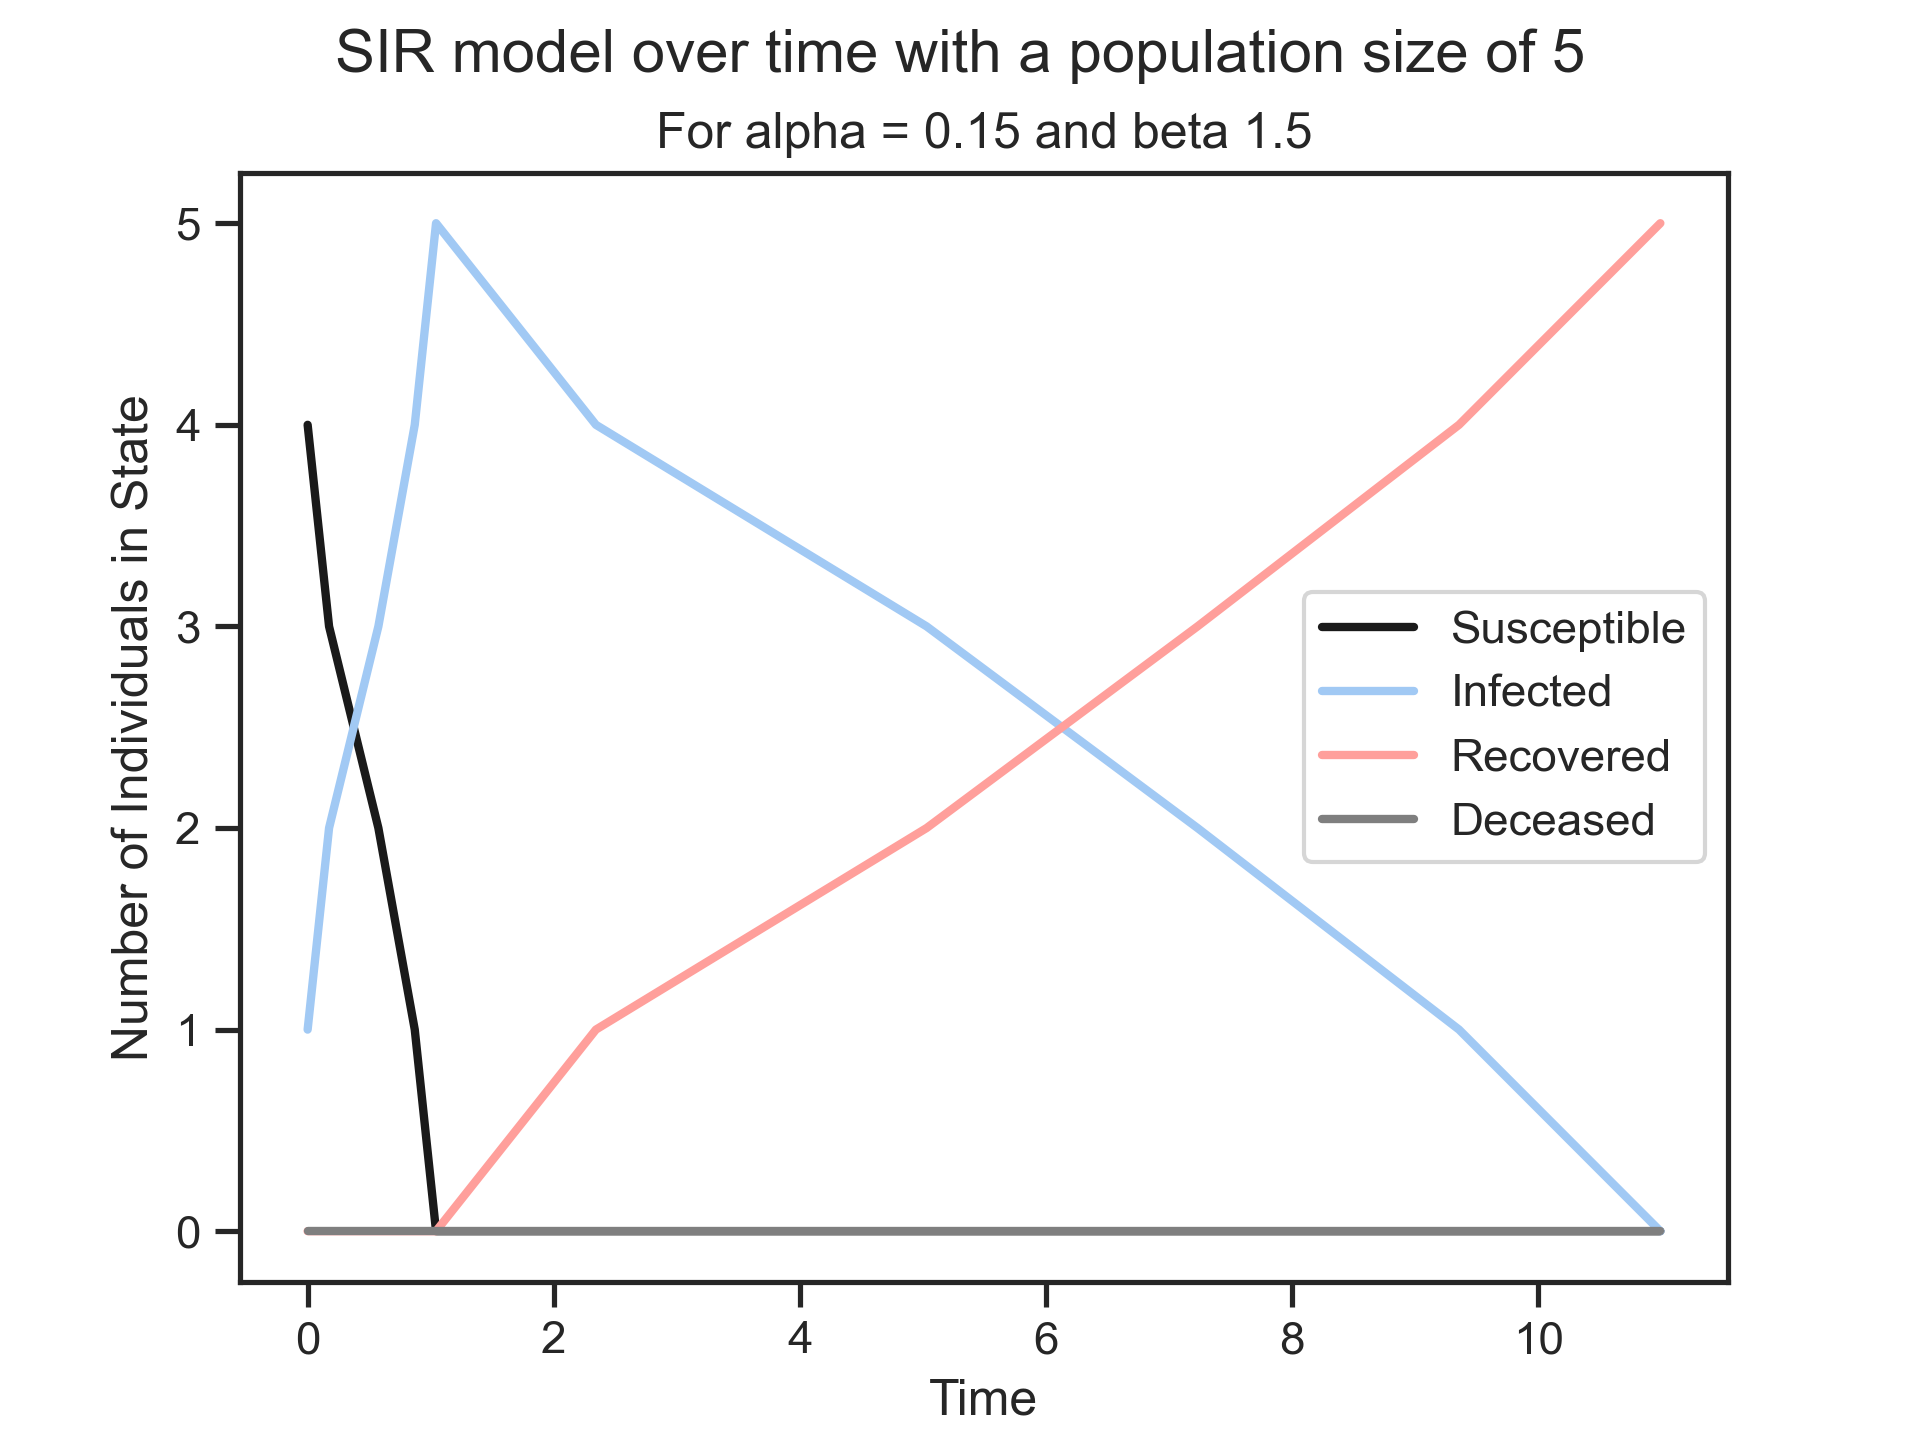 SIR model over time with a population size of 5
For alpha = 0.15 and beta 1.5
Number of Individuals in State
5
4
3
2
1
0
Susceptible
Infected
Recovered
Deceased
0 2 4 6 8 10
Time